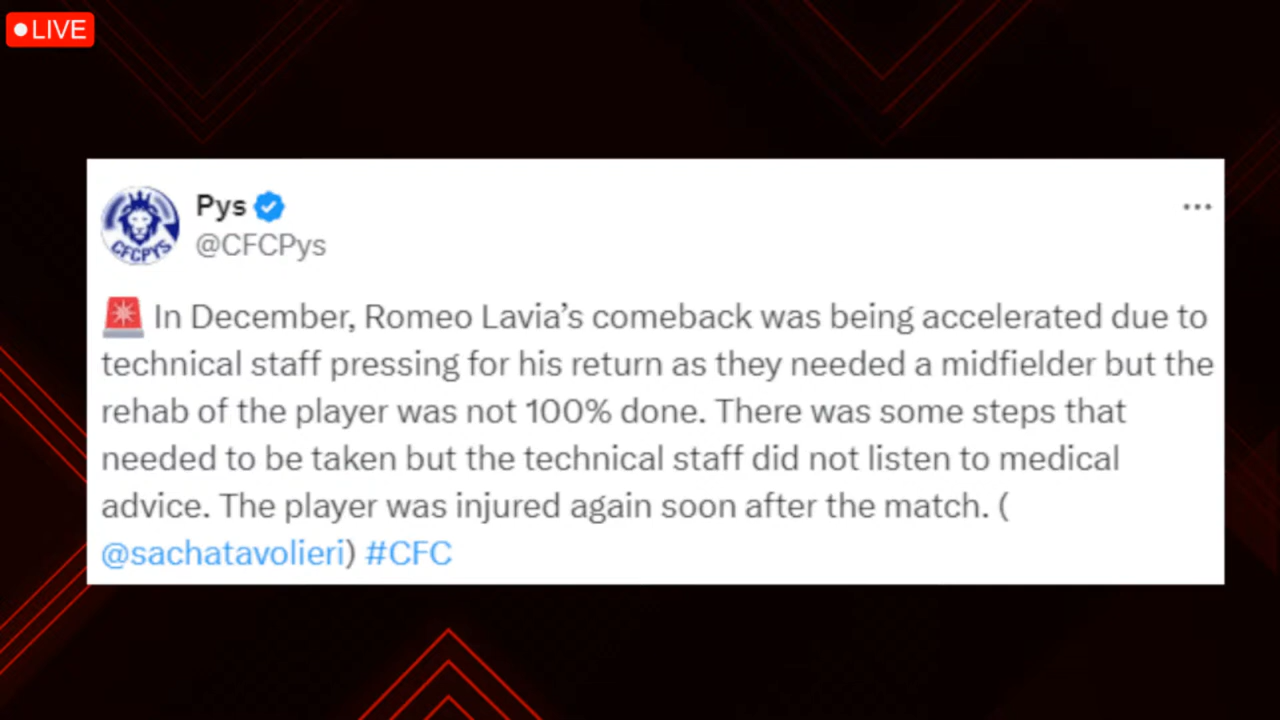 LIVE
Pys
@CFCPys
CFCPYS
In December, Romeo Lavia’s comeback was being accelerated due to
technical staff pressing for his return as they needed a midfielder but the
rehab of the player was not 100% done. There was some steps that
needed to be taken but the technical staff did not listen to medical
advice. The player was injured again soon after the match. (
@sachatavolieri) #CFC